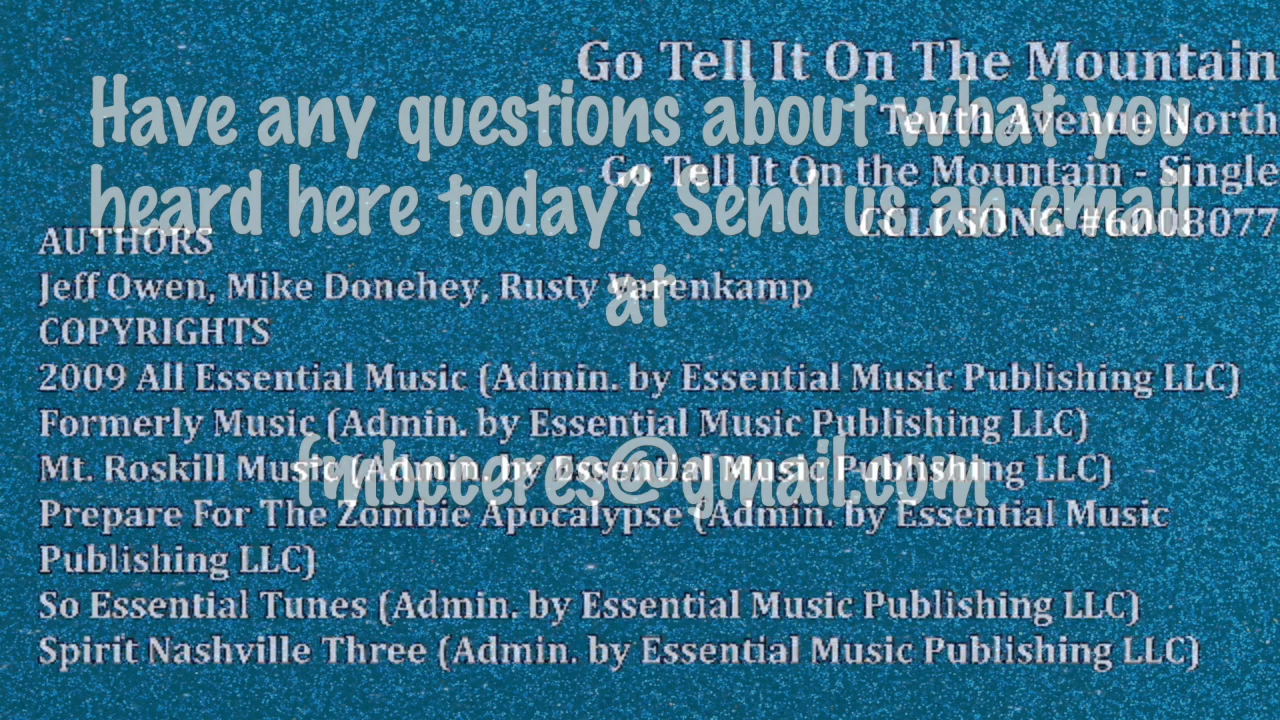 Go Tell It On The Mountain
Tenth Avenue North
Go Tell It On the Mountain - Single
CCLI SONG #6008077
AUTHORS
Jeff Owen, Mike Donehey, Rusty Varenkamp
COPYRIGHTS
2009 All Essential Music (Admin. by Essential Music Publishing LLC)
Formerly Music (Admin. by Essential Music Publishing LLC)
Mt. Roskill Music (Admin. by Essential Music Publishing LLC)
Prepare For The Zombie Apocalypse (Admin. by Essential Music
Publishing LLC)
So Essential Tunes (Admin. by Essential Music Publishing LLC)
Spirit Nashville Three (Admin. by Essential Music Publishing LLC)
Have any questions about what you
heard here today? Send us an email
at
fmbcceres@gmail.com